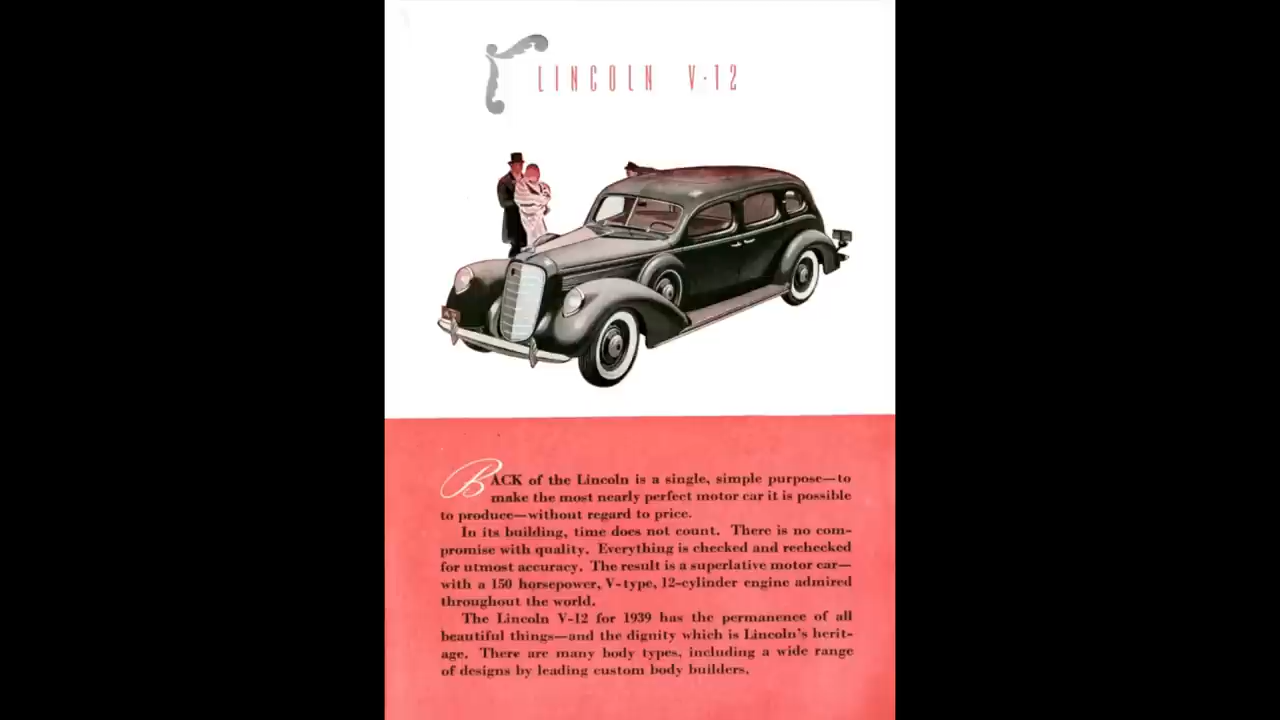 LINCOLN V·12
BACK of the Lincoln is a single, simple purpose—to
make the most nearly perfect motor car it is possible
to produce—without regard to price.
In its building, time does not count. There is no com-
promise with quality. Everything is checked and rechecked
for utmost accuracy. The result is a superlative motor car—
with a 150 horsepower, V-type, 12-cylinder engine admired
throughout the world.
The Lincoln V-12 for 1939 has the permanence of all
beautiful things—and the dignity which is Lincoln's herit-
age. There are many body types, including a wide range
of designs by leading custom body builders.